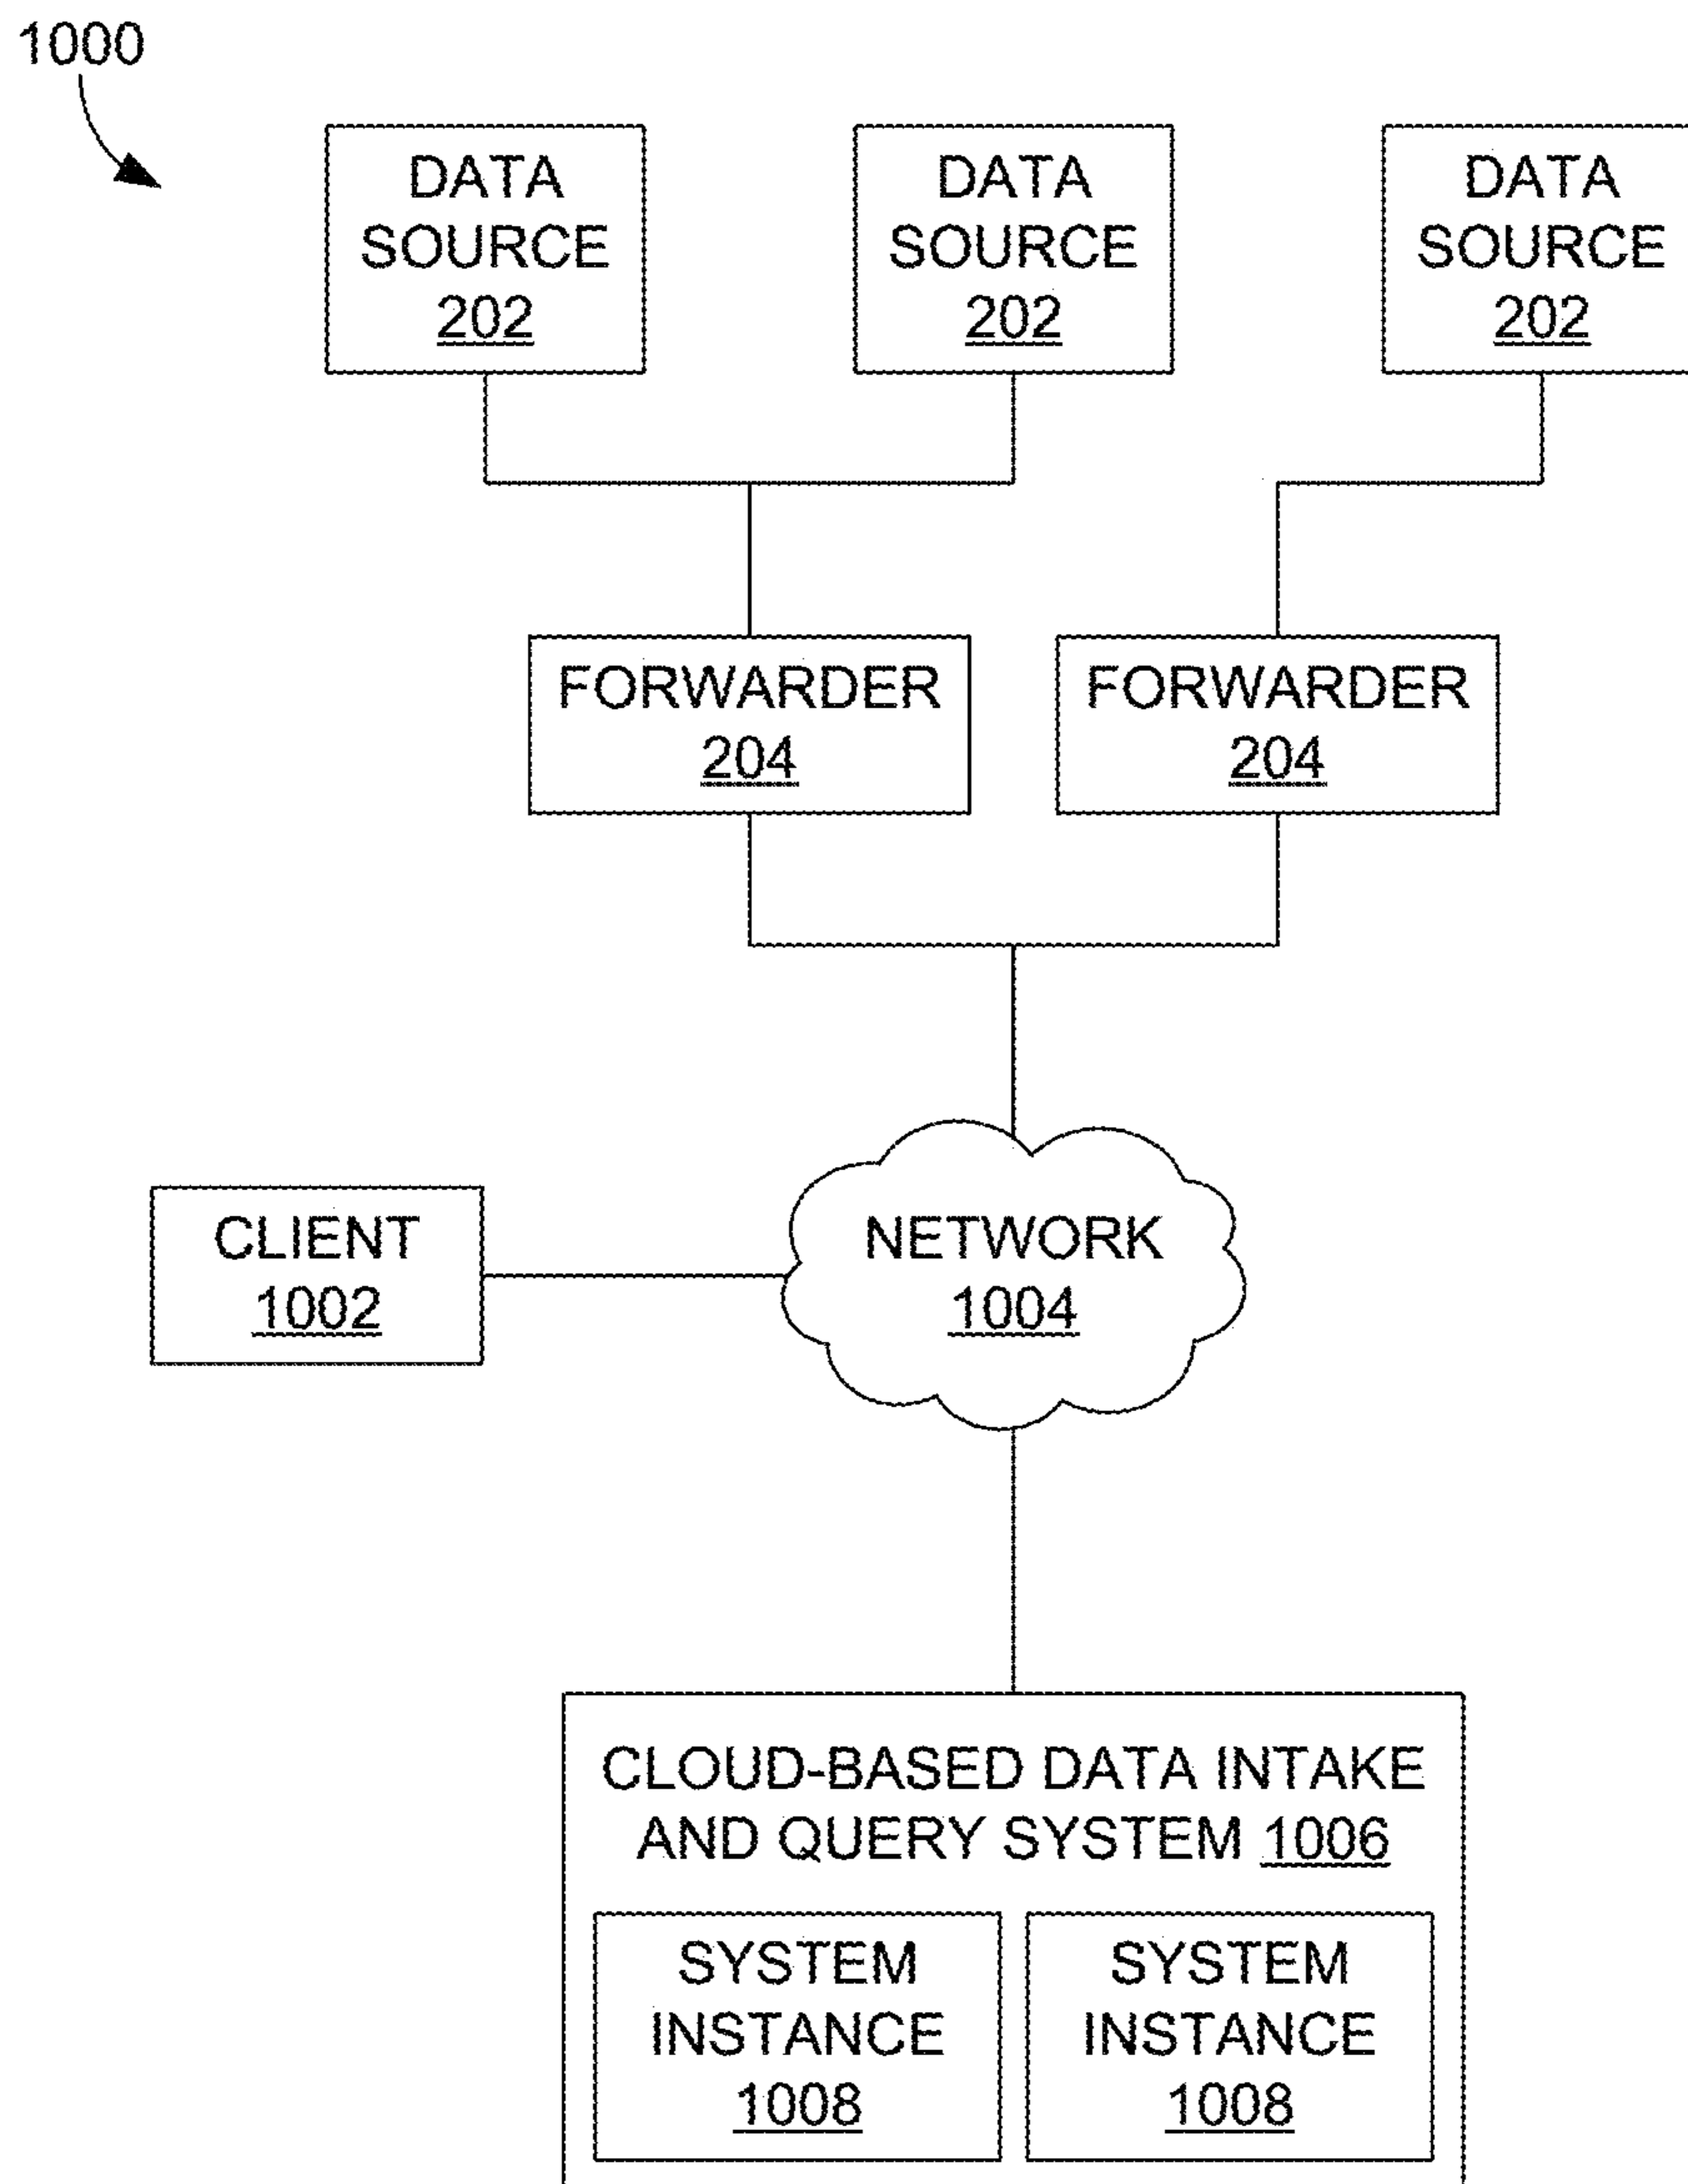 1000
DATA
SOURCE
202
DATA
SOURCE
202
DATA
SOURCE
202
FORWARDER
204
FORWARDER
204
CLIENT
1002
NETWORK
1004
CLOUD-BASED DATA INTAKE
AND QUERY SYSTEM 1006
SYSTEM
INSTANCE
1008
SYSTEM
INSTANCE
1008